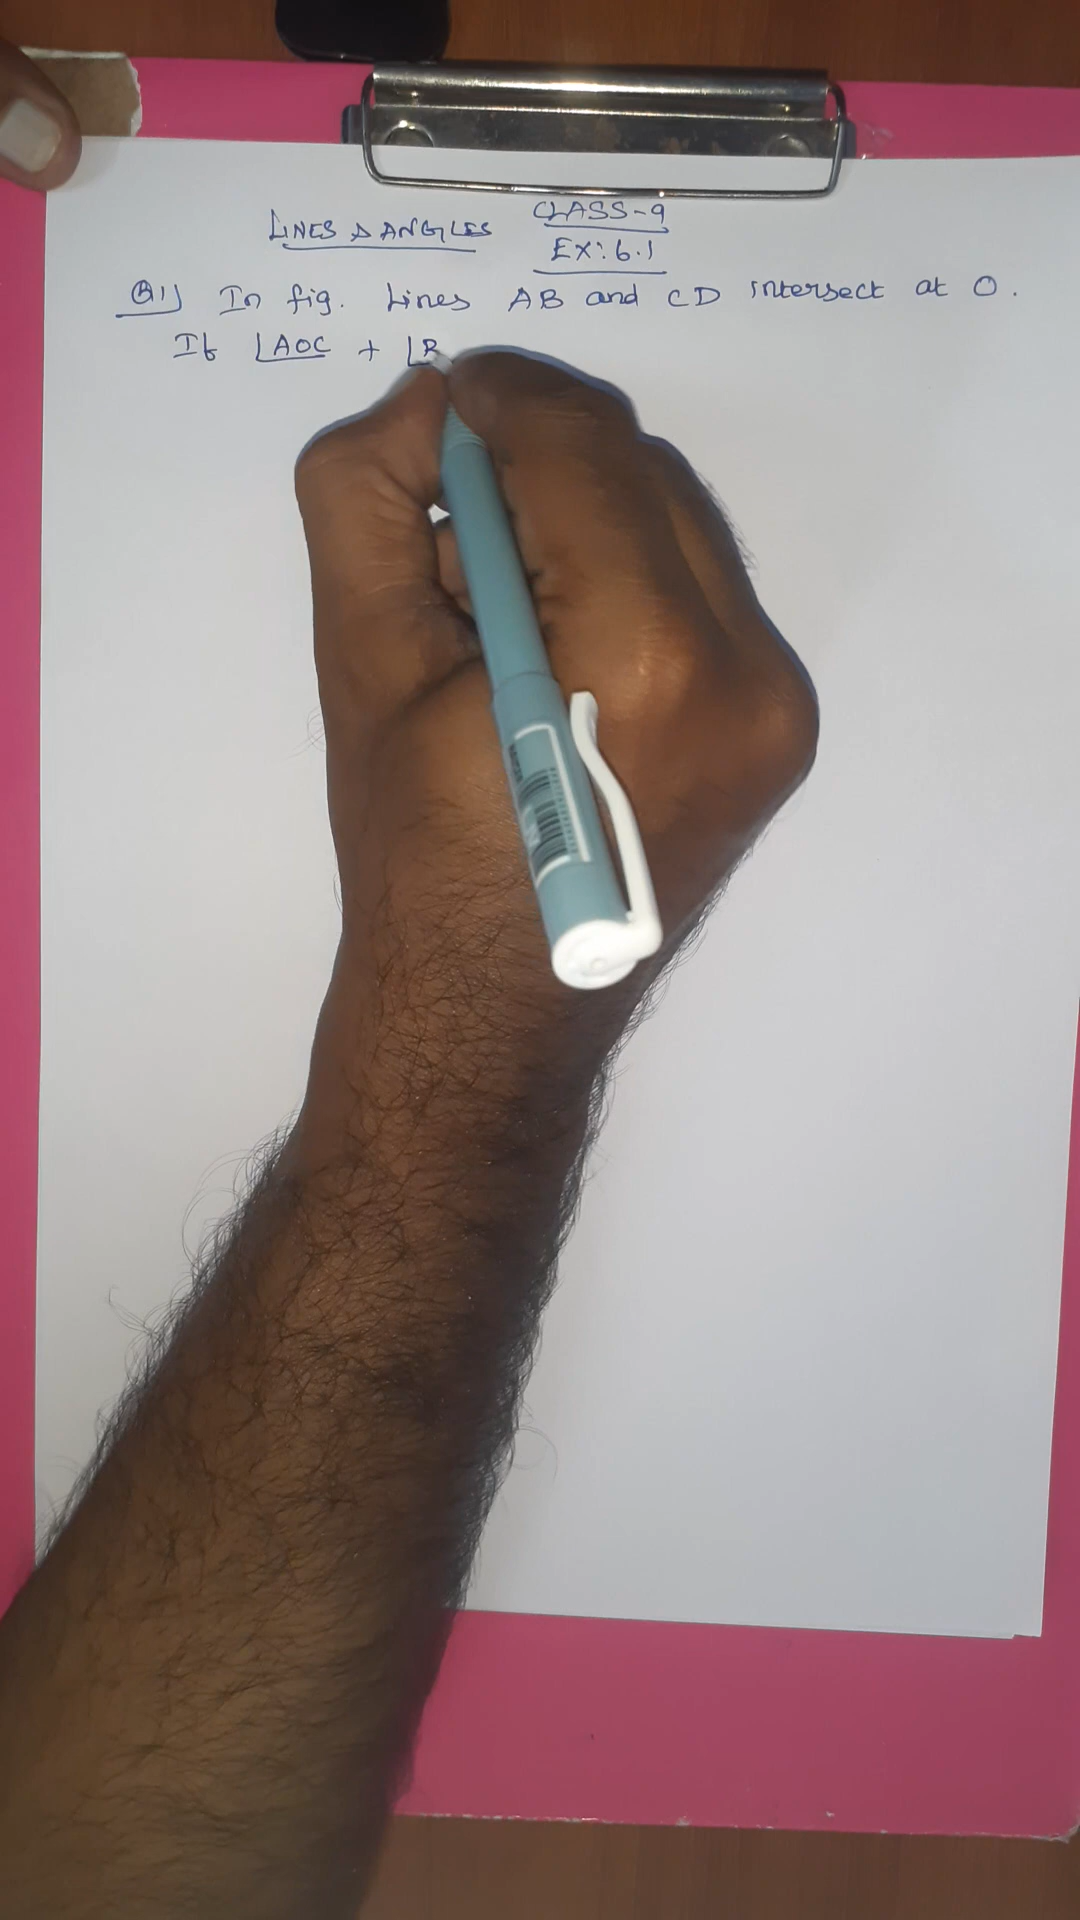 LINES & ANGLES CLASS-9
EX:6.1
Q1) In fig. Lines AB and CD intersect at O.
If ∠AOC + ∠B